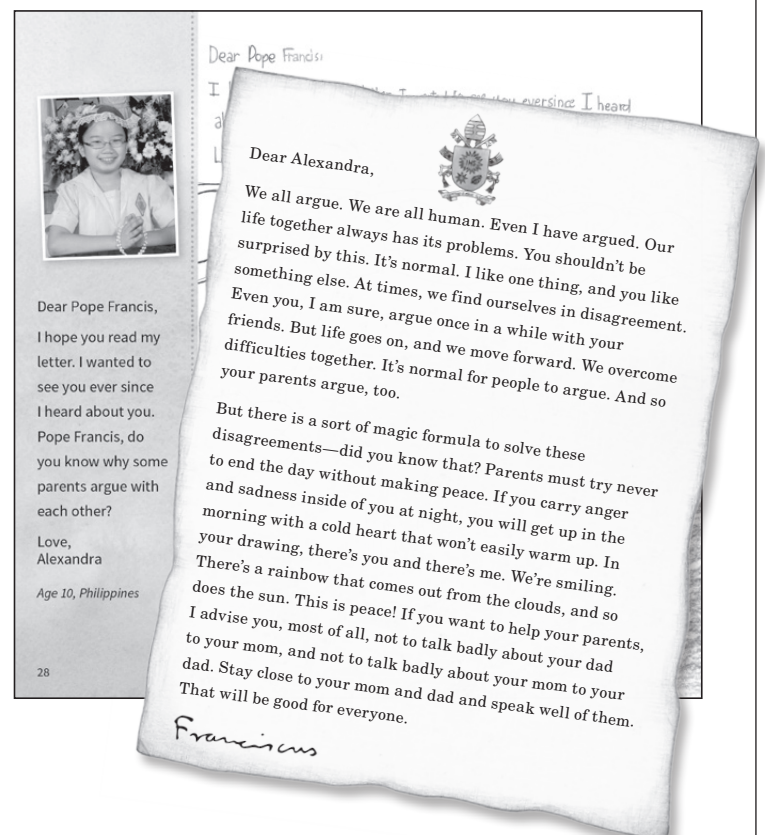 Dear Pope Francis,
I
eversince I heard
Dear Pope Francis,
I hope you read my
letter. I wanted to
see you ever since
I heard about you.
Pope Francis, do
you know why some
parents argue with
each other?
Love,
Alexandra
Age 10, Philippines
28
Dear Alexandra,
We all argue. We are all human. Even I have argued. Our
life together always has its problems. You shouldn't be
surprised by this. It's normal. I like one thing, and you like
something else. At times, we find ourselves in disagreement.
Even you, I am sure, argue once in a while with your
friends. But life goes on, and we move forward. We overcome
difficulties together. It's normal for people to argue. And so
your parents argue, too.
But there is a sort of magic formula to solve these
disagreements—did you know that? Parents must try never
to end the day without making peace. If you carry anger
and sadness inside of you at night, you will get up in the
morning with a cold heart that won't easily warm up. In
your drawing, there's you and there's me. We're smiling.
There's a rainbow that comes out from the clouds, and so
does the sun. This is peace! If you want to help your parents,
I advise you, most of all, not to talk badly about your dad
to your mom, and not to talk badly about your mom to your
dad. Stay close to your mom and dad and speak well of them.
That will be good for everyone.
Franciscus